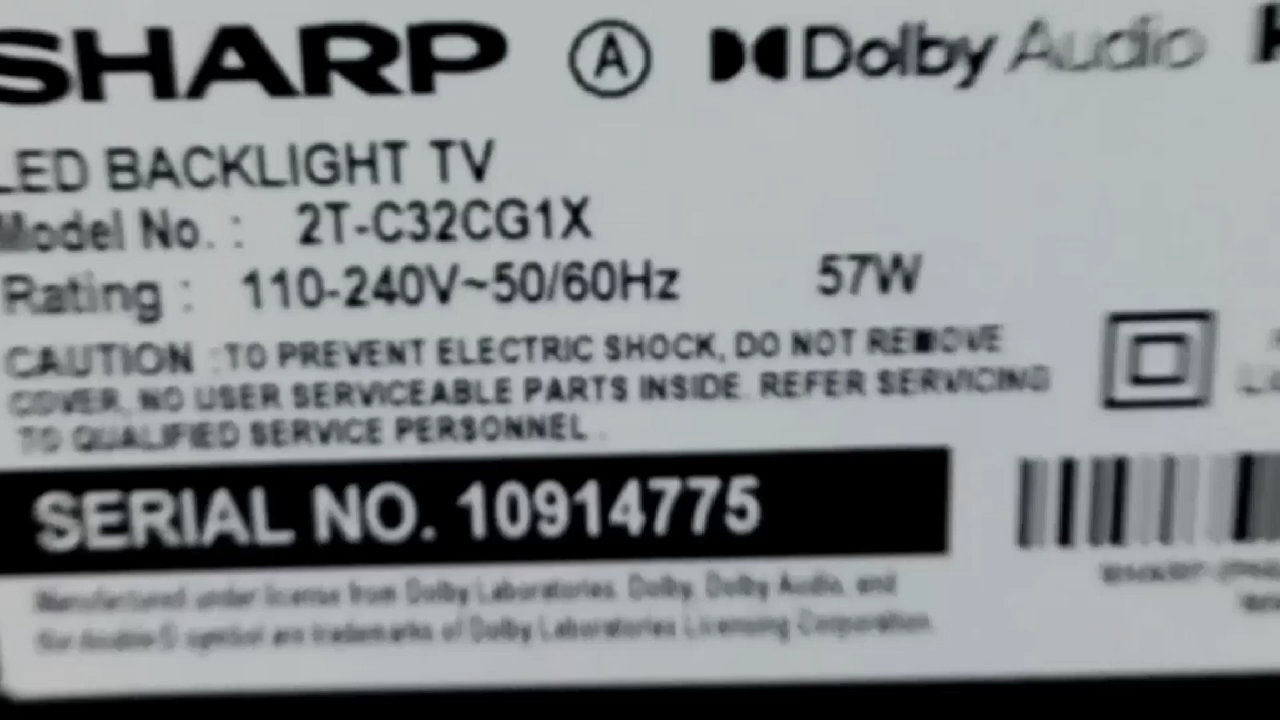 SHARP Ⓐ Dolby Audio
LED BACKLIGHT TV
Model No. : 2T-C32CG1X
Rating : 110-240V~50/60Hz 57W
CAUTION : TO PREVENT ELECTRIC SHOCK, DO NOT REMOVE
COVER. NO USER SERVICEABLE PARTS INSIDE. REFER SERVICING
TO QUALIFIED SERVICE PERSONNEL.
SERIAL NO. 10914775
Manufactured under license from Dolby Laboratories. Dolby, Dolby Audio, and
the double-D symbol are trademarks of Dolby Laboratories Licensing Corporation.